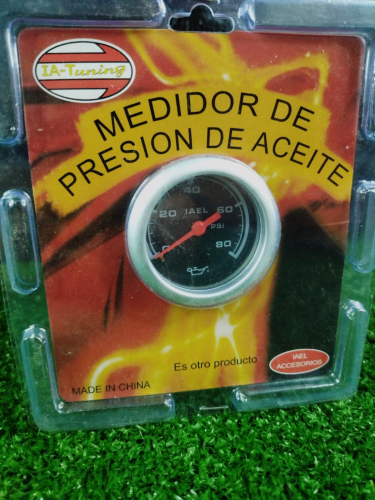 IA-Tuning
MEDIDOR DE
PRESION DE ACEITE
40
20 IAEL 60
PSI
0 80
Es otro producto
IAEL
ACCESORIOS
MADE IN CHINA